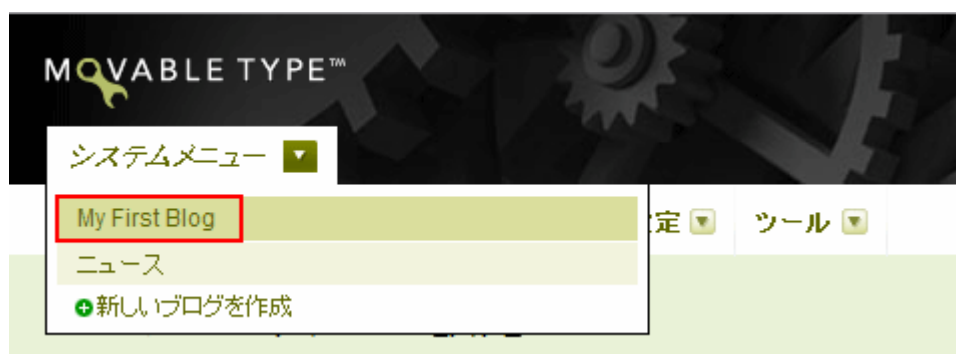 MOVABLE TYPE™
システムメニュー
My First Blog
定 ツール
ニュース
新しいブログを作成